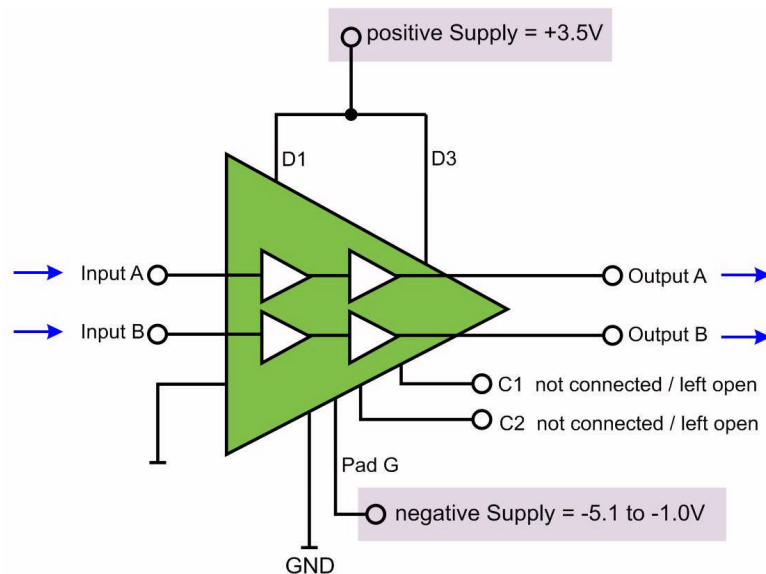 positive Supply = +3.5V
D1
D3
Input A
Output A
Input B
Output B
C1 not connected / left open
C2 not connected / left open
Pad G
negative Supply = -5.1 to -1.0V
GND